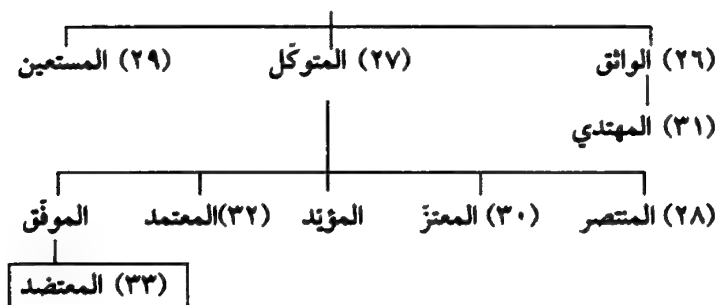 (٢٦) الواثق (٢٧) المتوكّل (٢٩) المستعين
(٣١) المهتدي
(٢٨) المنتصر (٣٠) المعتزّ المؤيّد (٣٢) المعتمد الموفّق
(٣٣) المعتضد